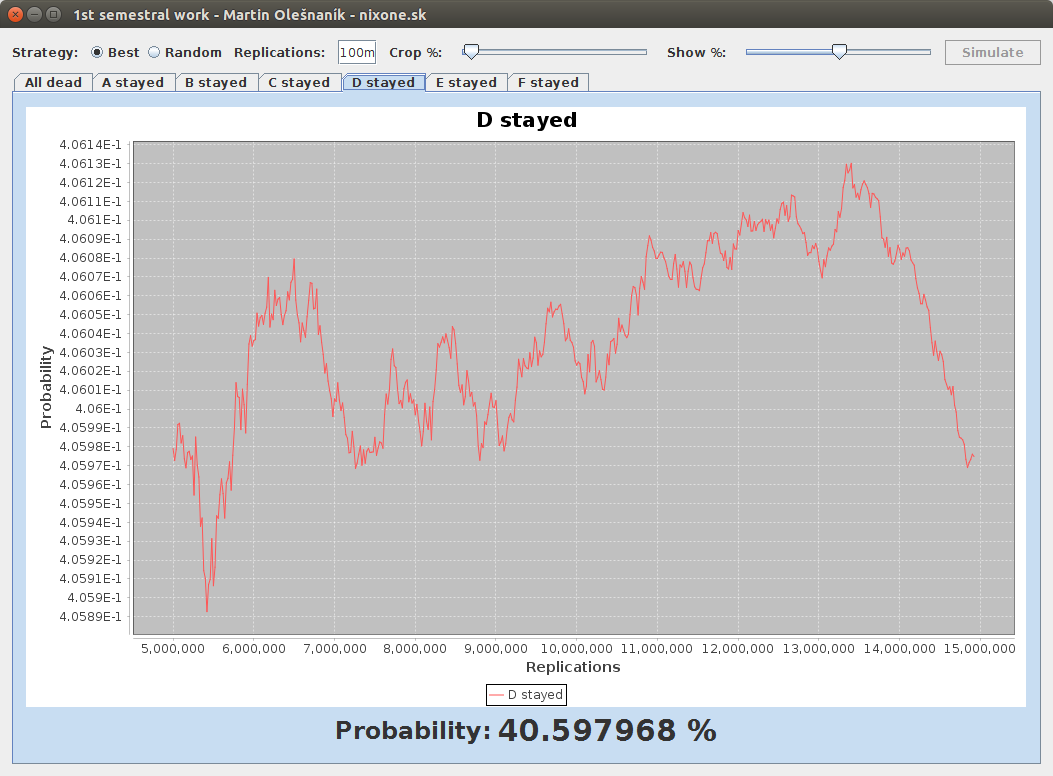 1st semestral work - Martin Olešnaník - nixone.sk
Strategy: Best Random Replications: 100m Crop %: Show %: Simulate
All dead A stayed B stayed C stayed D stayed E stayed F stayed
D stayed
4.0614E-1
4.0613E-1
4.0612E-1
4.0611E-1
4.061E-1
4.0609E-1
4.0608E-1
4.0607E-1
4.0606E-1
4.0605E-1
4.0604E-1
4.0603E-1
4.0602E-1
4.0601E-1
4.06E-1
4.0599E-1
4.0598E-1
4.0597E-1
4.0596E-1
4.0595E-1
4.0594E-1
4.0593E-1
4.0592E-1
4.0591E-1
4.059E-1
4.0589E-1
Probability
5,000,000 6,000,000 7,000,000 8,000,000 9,000,000 10,000,000 11,000,000 12,000,000 13,000,000 14,000,000 15,000,000
Replications
D stayed
Probability: 40.597968 %